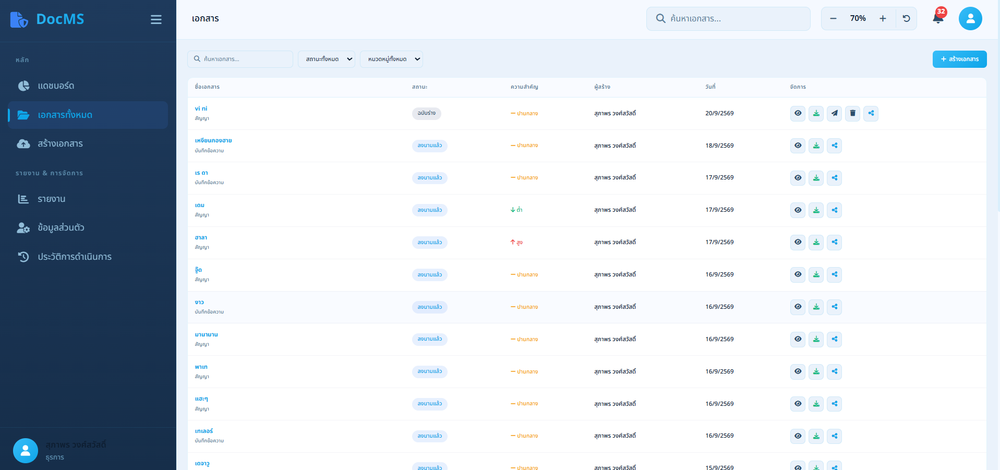 DocMS
หลัก
แดชบอร์ด
เอกสารทั้งหมด
สร้างเอกสาร
รายงาน & การจัดการ
รายงาน
ข้อมูลส่วนตัว
ประวัติการดำเนินการ
สุภาพร วงศ์สวัสดิ์
ธุรการ
เอกสาร
ค้นหาเอกสาร...
70%
32
ค้นหาเอกสาร...
สถานะทั้งหมด
หมวดหมู่ทั้งหมด
+ สร้างเอกสาร
ชื่อเอกสาร สถานะ ความสำคัญ ผู้สร้าง วันที่ จัดการ
vi ni
สัญญา
ฉบับร่าง ปานกลาง สุภาพร วงศ์สวัสดิ์ 20/9/2569
เหงียนกองฮาย
บันทึกข้อความ
ลงนามแล้ว ปานกลาง สุภาพร วงศ์สวัสดิ์ 18/9/2569
เร ดา
บันทึกข้อความ
ลงนามแล้ว ปานกลาง สุภาพร วงศ์สวัสดิ์ 17/9/2569
เดม
สัญญา
ลงนามแล้ว ต่ำ สุภาพร วงศ์สวัสดิ์ 17/9/2569
ฮาลา
สัญญา
ลงนามแล้ว สูง สุภาพร วงศ์สวัสดิ์ 17/9/2569
จู๊ด
สัญญา
ลงนามแล้ว ปานกลาง สุภาพร วงศ์สวัสดิ์ 16/9/2569
งาว
บันทึกข้อความ
ลงนามแล้ว ปานกลาง สุภาพร วงศ์สวัสดิ์ 16/9/2569
มานามาน
สัญญา
ลงนามแล้ว ปานกลาง สุภาพร วงศ์สวัสดิ์ 16/9/2569
พาเท
สัญญา
ลงนามแล้ว ปานกลาง สุภาพร วงศ์สวัสดิ์ 16/9/2569
แฮะๆ
สัญญา
ลงนามแล้ว ปานกลาง สุภาพร วงศ์สวัสดิ์ 16/9/2569
เทเลอร์
บันทึกข้อความ
ลงนามแล้ว ปานกลาง สุภาพร วงศ์สวัสดิ์ 16/9/2569
เดจาวู
ลงนามแล้ว ปานกลาง สุภาพร วงศ์สวัสดิ์ 15/9/2569